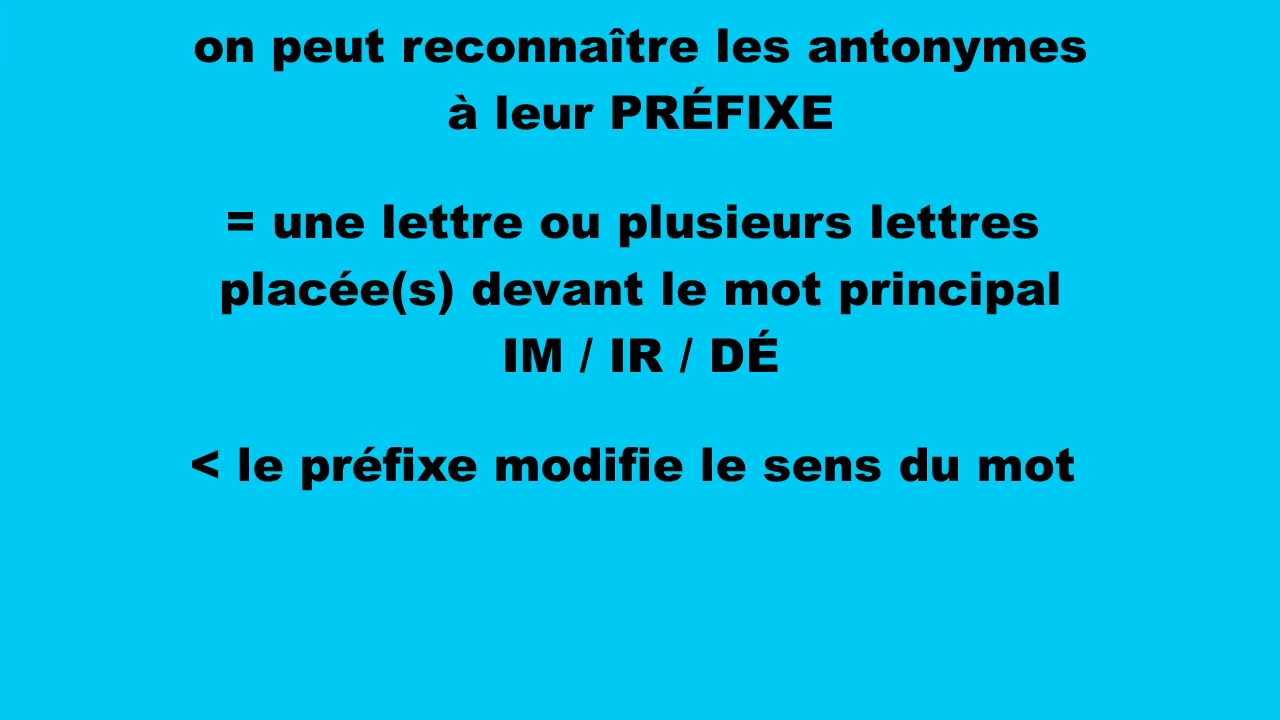 on peut reconnaître les antonymes
à leur PRÉFIXE
= une lettre ou plusieurs lettres
placée(s) devant le mot principal
IM / IR / DÉ
< le préfixe modifie le sens du mot